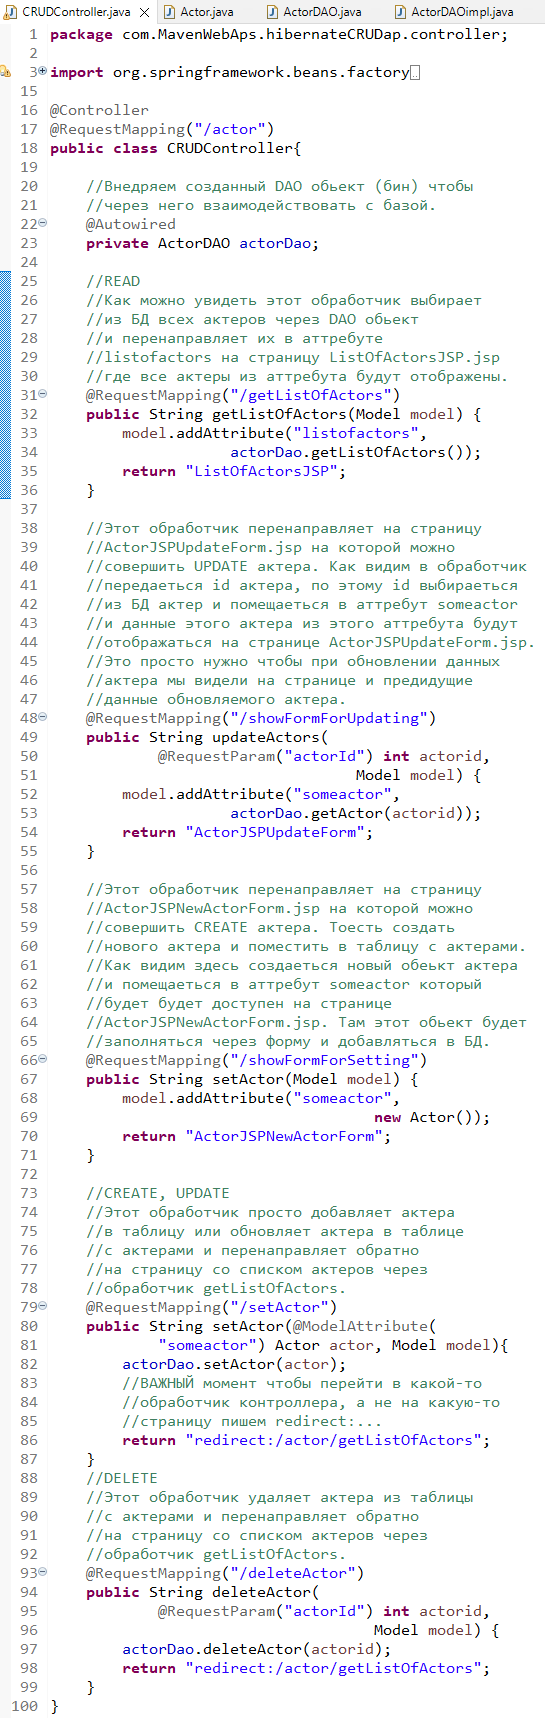 CRUDController.java Actor.java ActorDAO.java ActorDAOimpl.java
1 package com.MavenWebAps.hibernateCRUDap.controller;
2
3 import org.springframework.beans.factory..
15
16 @Controller
17 @RequestMapping("/actor")
18 public class CRUDController{
19
20 //Внедряем созданный DAO обьект (бин) чтобы
21 //через него взаимодействовать с базой.
22 @Autowired
23 private ActorDAO actorDao;
24
25 //READ
26 //Как можно увидеть этот обработчик выбирает
27 //из БД всех актеров через DAO обьект
28 //и перенаправляет их в аттребуте
29 //listofactors на страницу ListOfActorsJSP.jsp
30 //где все актеры из аттребута будут отображены.
31 @RequestMapping("/getListOfActors")
32 public String getListOfActors(Model model) {
33 model.addAttribute("listofactors",
34 actorDao.getListOfActors());
35 return "ListOfActorsJSP";
36 }
37
38 //Этот обработчик перенаправляет на страницу
39 //ActorJSPUpdateForm.jsp на которой можно
40 //совершить UPDATE актера. Как видим в обработчик
41 //передаеться id актера, по этому id выбираеться
42 //из БД актер и помещаеться в аттребут someactor
43 //и данные этого актера из этого аттребута будут
44 //отображаться на странице ActorJSPUpdateForm.jsp.
45 //Это просто нужно чтобы при обновлении данных
46 //актера мы видели на странице и предидущие
47 //данные обновляемого актера.
48 @RequestMapping("/showFormForUpdating")
49 public String updateActors(
50 @RequestParam("actorId") int actorid,
51 Model model) {
52 model.addAttribute("someactor",
53 actorDao.getActor(actorid));
54 return "ActorJSPUpdateForm";
55 }
56
57 //Этот обработчик перенаправляет на страницу
58 //ActorJSPNewActorForm.jsp на которой можно
59 //совершить CREATE актера. Тоесть создать
60 //нового актера и поместить в таблицу с актерами.
61 //Как видим здесь создаеться новый обеькт актера
62 //и помещаеться в аттребут someactor который
63 //будет будет доступен на странице
64 //ActorJSPNewActorForm.jsp. Там этот обьект будет
65 //заполняться через форму и добавляться в БД.
66 @RequestMapping("/showFormForSetting")
67 public String setActor(Model model) {
68 model.addAttribute("someactor",
69 new Actor());
70 return "ActorJSPNewActorForm";
71 }
72
73 //CREATE, UPDATE
74 //Этот обработчик просто добавляет актера
75 //в таблицу или обновляет актера в таблице
76 //с актерами и перенаправляет обратно
77 //на страницу со списком актеров через
78 //обработчик getListOfActors.
79 @RequestMapping("/setActor")
80 public String setActor(@ModelAttribute(
81 "someactor") Actor actor, Model model){
82 actorDao.setActor(actor);
83 //ВАЖНЫЙ момент чтобы перейти в какой-то
84 //обработчик контроллера, а не на какую-то
85 //страницу пишем redirect:...
86 return "redirect:/actor/getListOfActors";
87 }
88 //DELETE
89 //Этот обработчик удаляет актера из таблицы
90 //с актерами и перенаправляет обратно
91 //на страницу со списком актеров через
92 //обработчик getListOfActors.
93 @RequestMapping("/deleteActor")
94 public String deleteActor(
95 @RequestParam("actorId") int actorid,
96 Model model) {
97 actorDao.deleteActor(actorid);
98 return "redirect:/actor/getListOfActors";
99 }
100 }